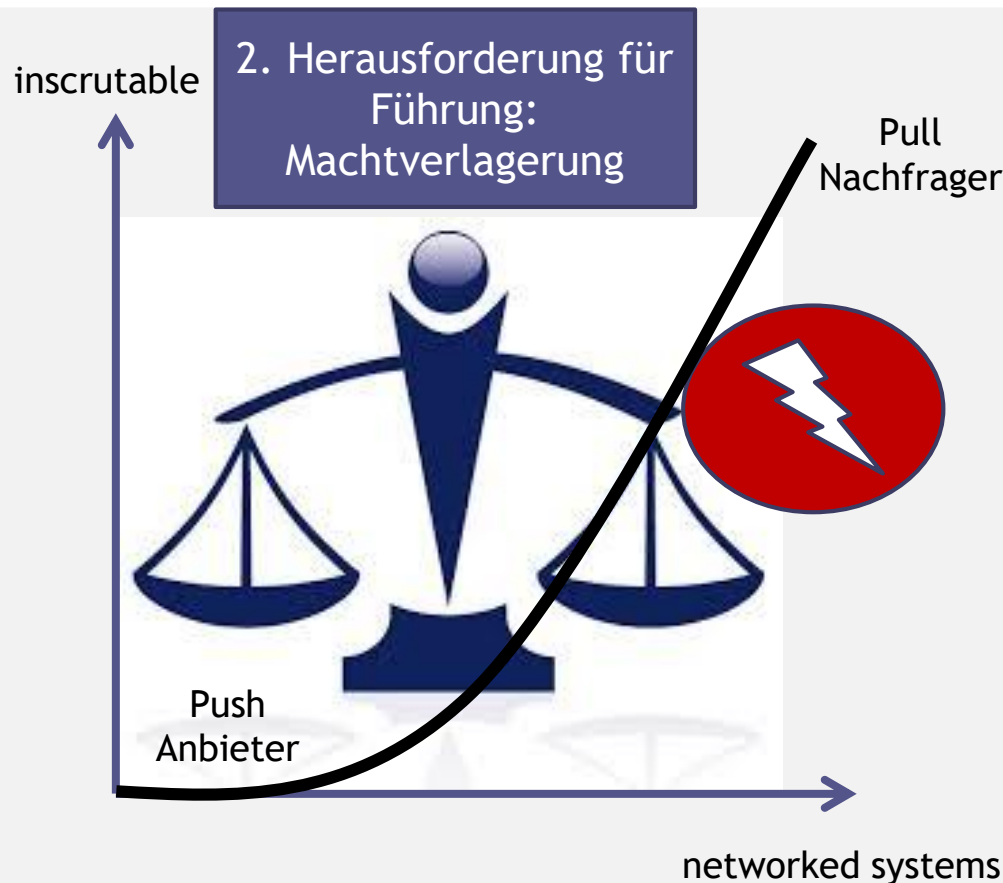 inscrutable
2. Herausforderung für
Führung:
Machtverlagerung
Pull
Nachfrager
Push
Anbieter
networked systems